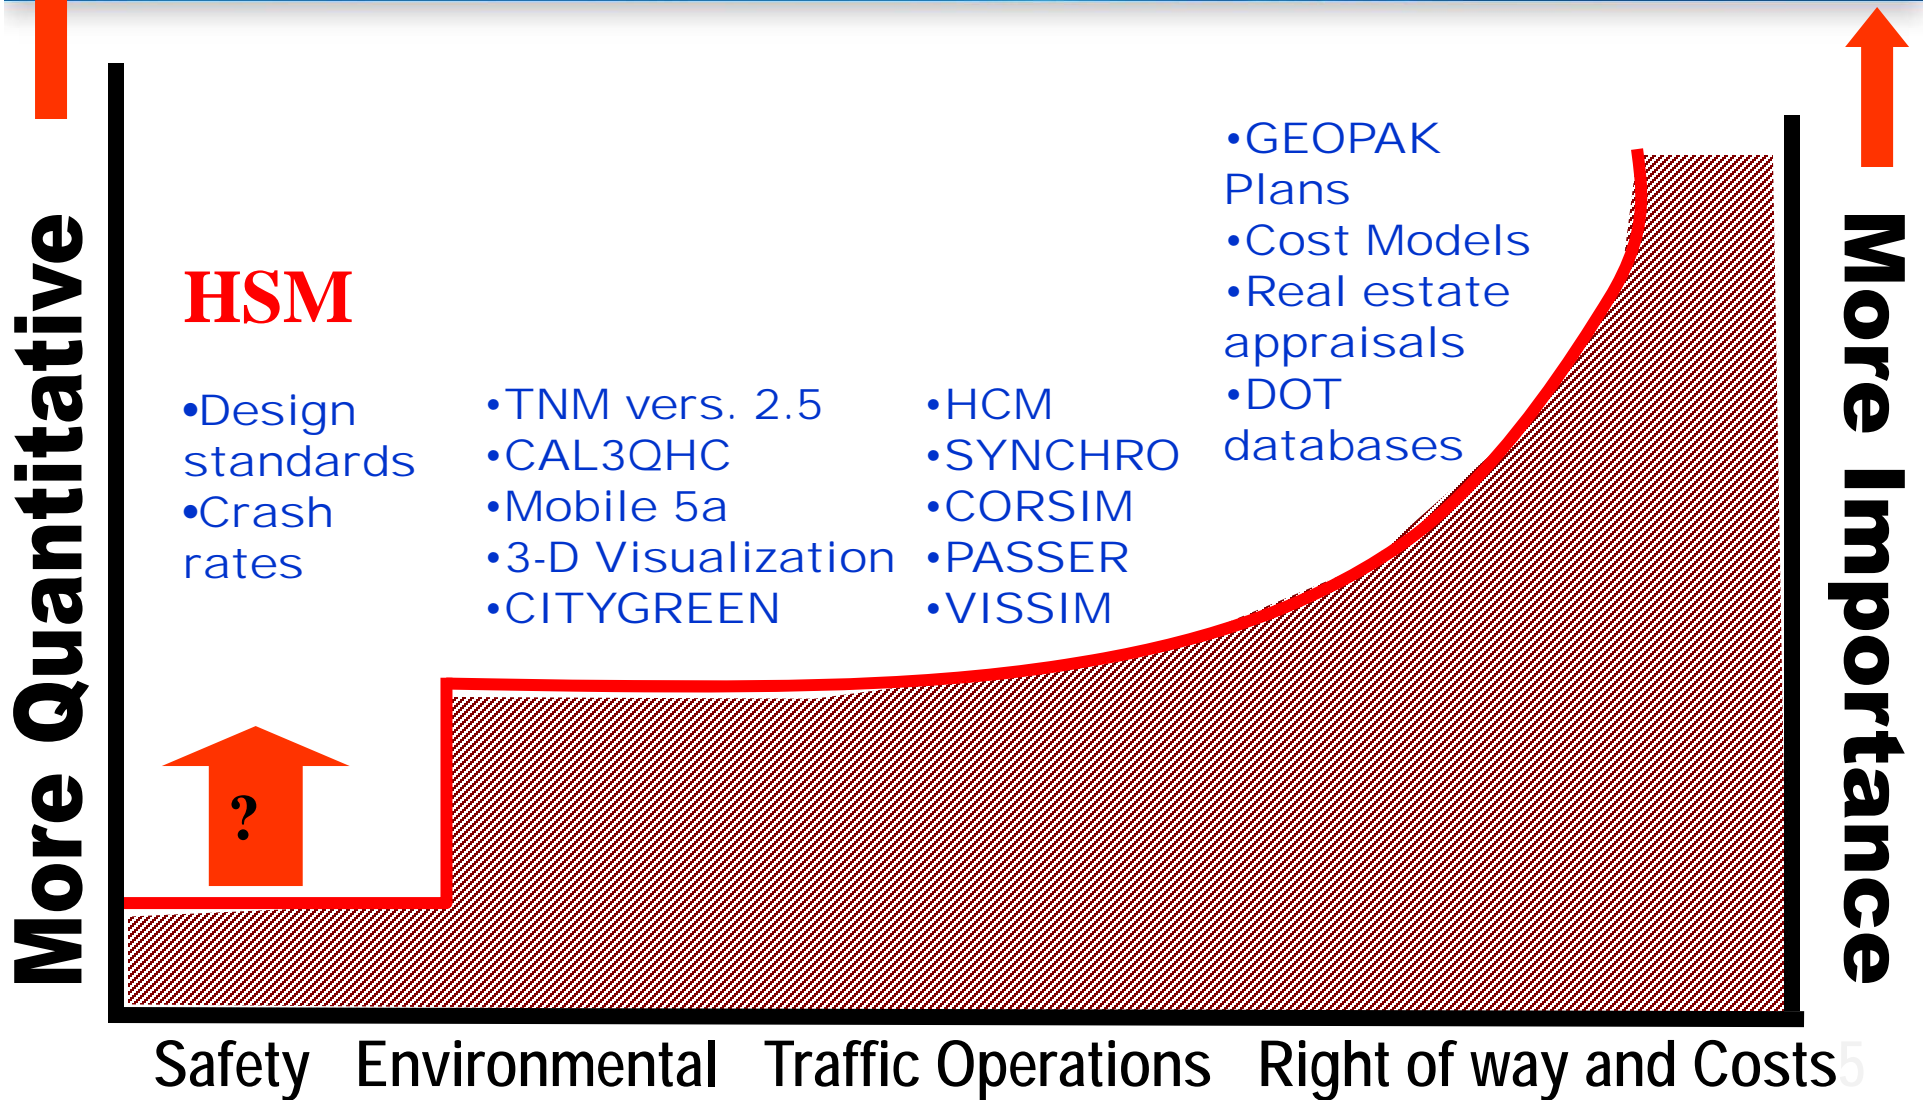 More Quantitative
HSM
•Design
standards
•Crash
rates
•TNM vers. 2.5
•CAL3QHC
•Mobile 5a
•3-D Visualization
•CITYGREEN
•HCM
•SYNCHRO
•CORSIM
•PASSER
•VISSIM
•GEOPAK
Plans
•Cost Models
•Real estate
appraisals
•DOT
databases
More Importance
?
Safety Environmental Traffic Operations Right of way and Costs
5